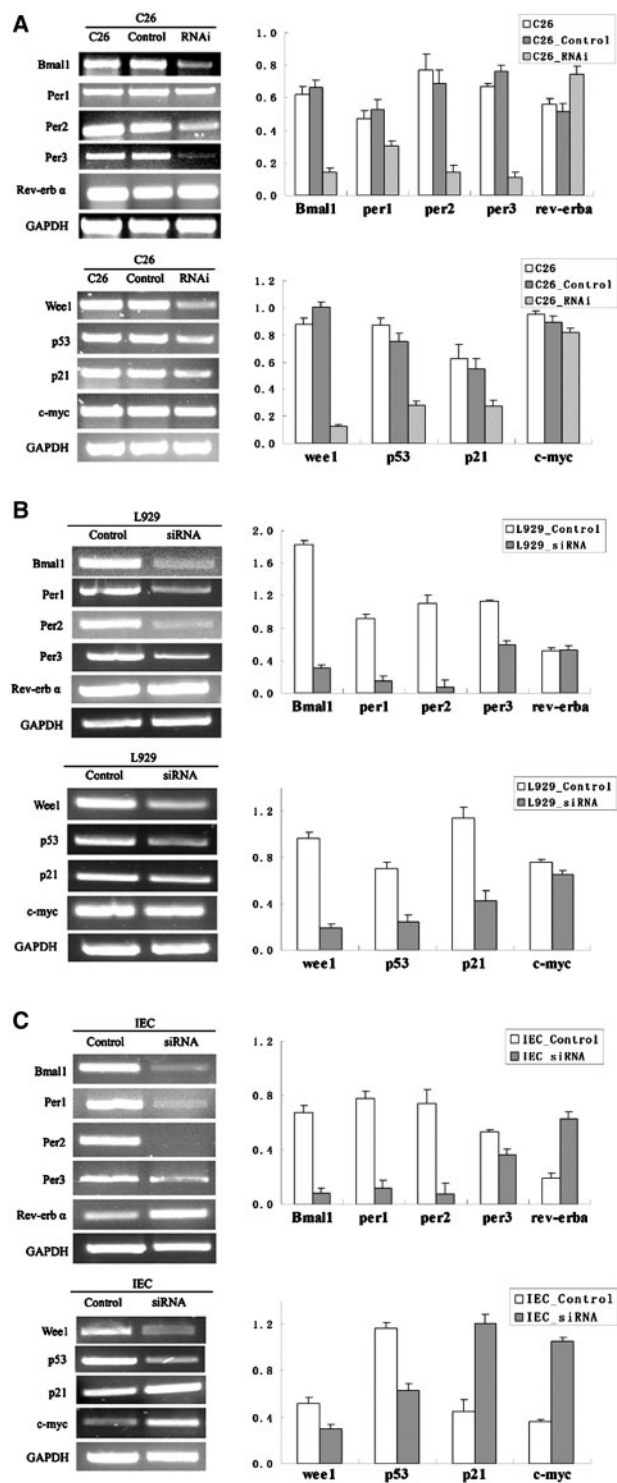 A
C26
C26 Control RNAi
Bmal1
Per1
Per2
Per3
Rev-erb α
GAPDH
C26
C26_Control
C26_RNAi
1.0
0.8
0.6
0.4
0.2
0.0
Bmal1 per1 per2 per3 rev-erba
C26
C26 Control RNAi
Wee1
p53
p21
c-myc
GAPDH
C26
C26_Control
C26_RNAi
1.2
1.0
0.8
0.6
0.4
0.2
0.0
wee1 p53 p21 c-myc
B
L929
Control siRNA
Bmal1
Per1
Per2
Per3
Rev-erb α
GAPDH
L929_Control
L929_siRNA
2.0
1.6
1.2
0.8
0.4
0.0
Bmal1 per1 per2 per3 rev-erba
L929
Control siRNA
Wee1
p53
p21
c-myc
GAPDH
L929_Control
L929_siRNA
1.2
0.8
0.4
0.0
wee1 p53 p21 c-myc
C
IEC
Control siRNA
Bmal1
Per1
Per2
Per3
Rev-erb α
GAPDH
IEC_Control
IEC siRNA
1.2
0.8
0.4
0.0
Bmal1 per1 per2 per3 rev-erba
IEC
Control siRNA
Wee1
p53
p21
c-myc
GAPDH
IEC_Control
IEC_siRNA
1.2
0.8
0.4
0.0
wee1 p53 p21 c-myc